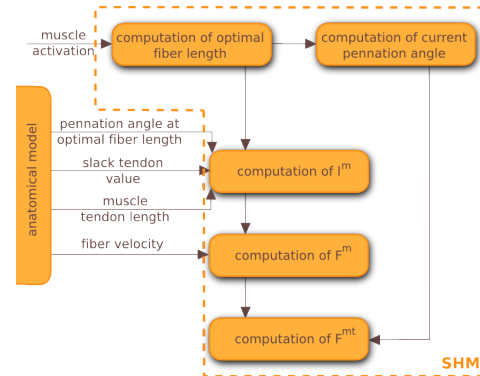 muscle
activation
computation of optimal
fiber length
computation of current
pennation angle
anatomical model
pennation angle at
optimal fiber length
slack tendon
value
muscle
tendon length
fiber velocity
computation of l^m
computation of F^m
computation of F^mt
SHM